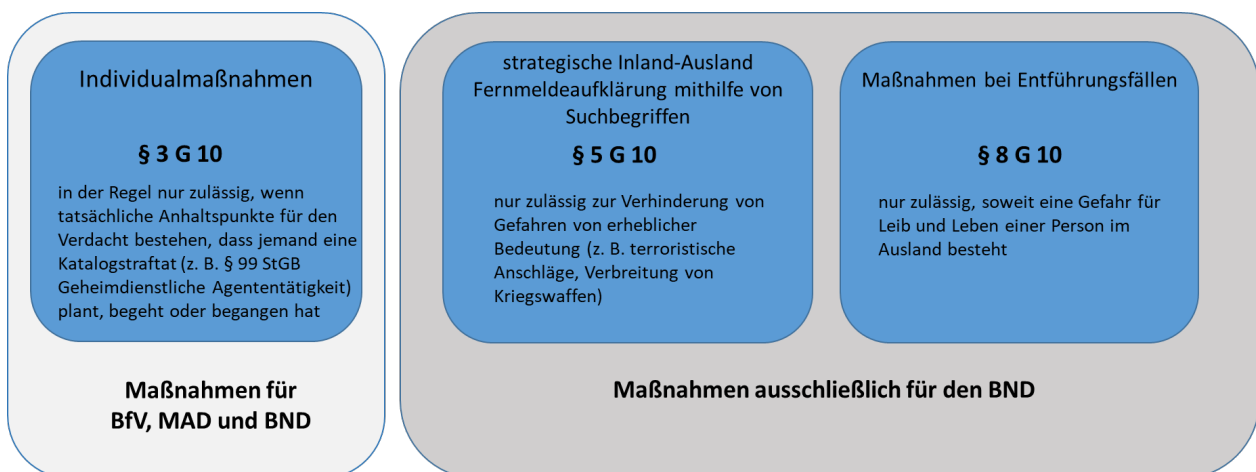 Individualmaßnahmen
§ 3 G 10
in der Regel nur zulässig, wenn
tatsächliche Anhaltspunkte für den
Verdacht bestehen, dass jemand eine
Katalogstraftat (z. B. § 99 StGB
Geheimdienstliche Agententätigkeit)
plant, begeht oder begangen hat
Maßnahmen für
BfV, MAD und BND
strategische Inland-Ausland
Fernmeldeaufklärung mithilfe von
Suchbegriffen
§ 5 G 10
nur zulässig zur Verhinderung von
Gefahren von erheblicher
Bedeutung (z. B. terroristische
Anschläge, Verbreitung von
Kriegswaffen)
Maßnahmen bei Entführungsfällen
§ 8 G 10
nur zulässig, soweit eine Gefahr für
Leib und Leben einer Person im
Ausland besteht
Maßnahmen ausschließlich für den BND